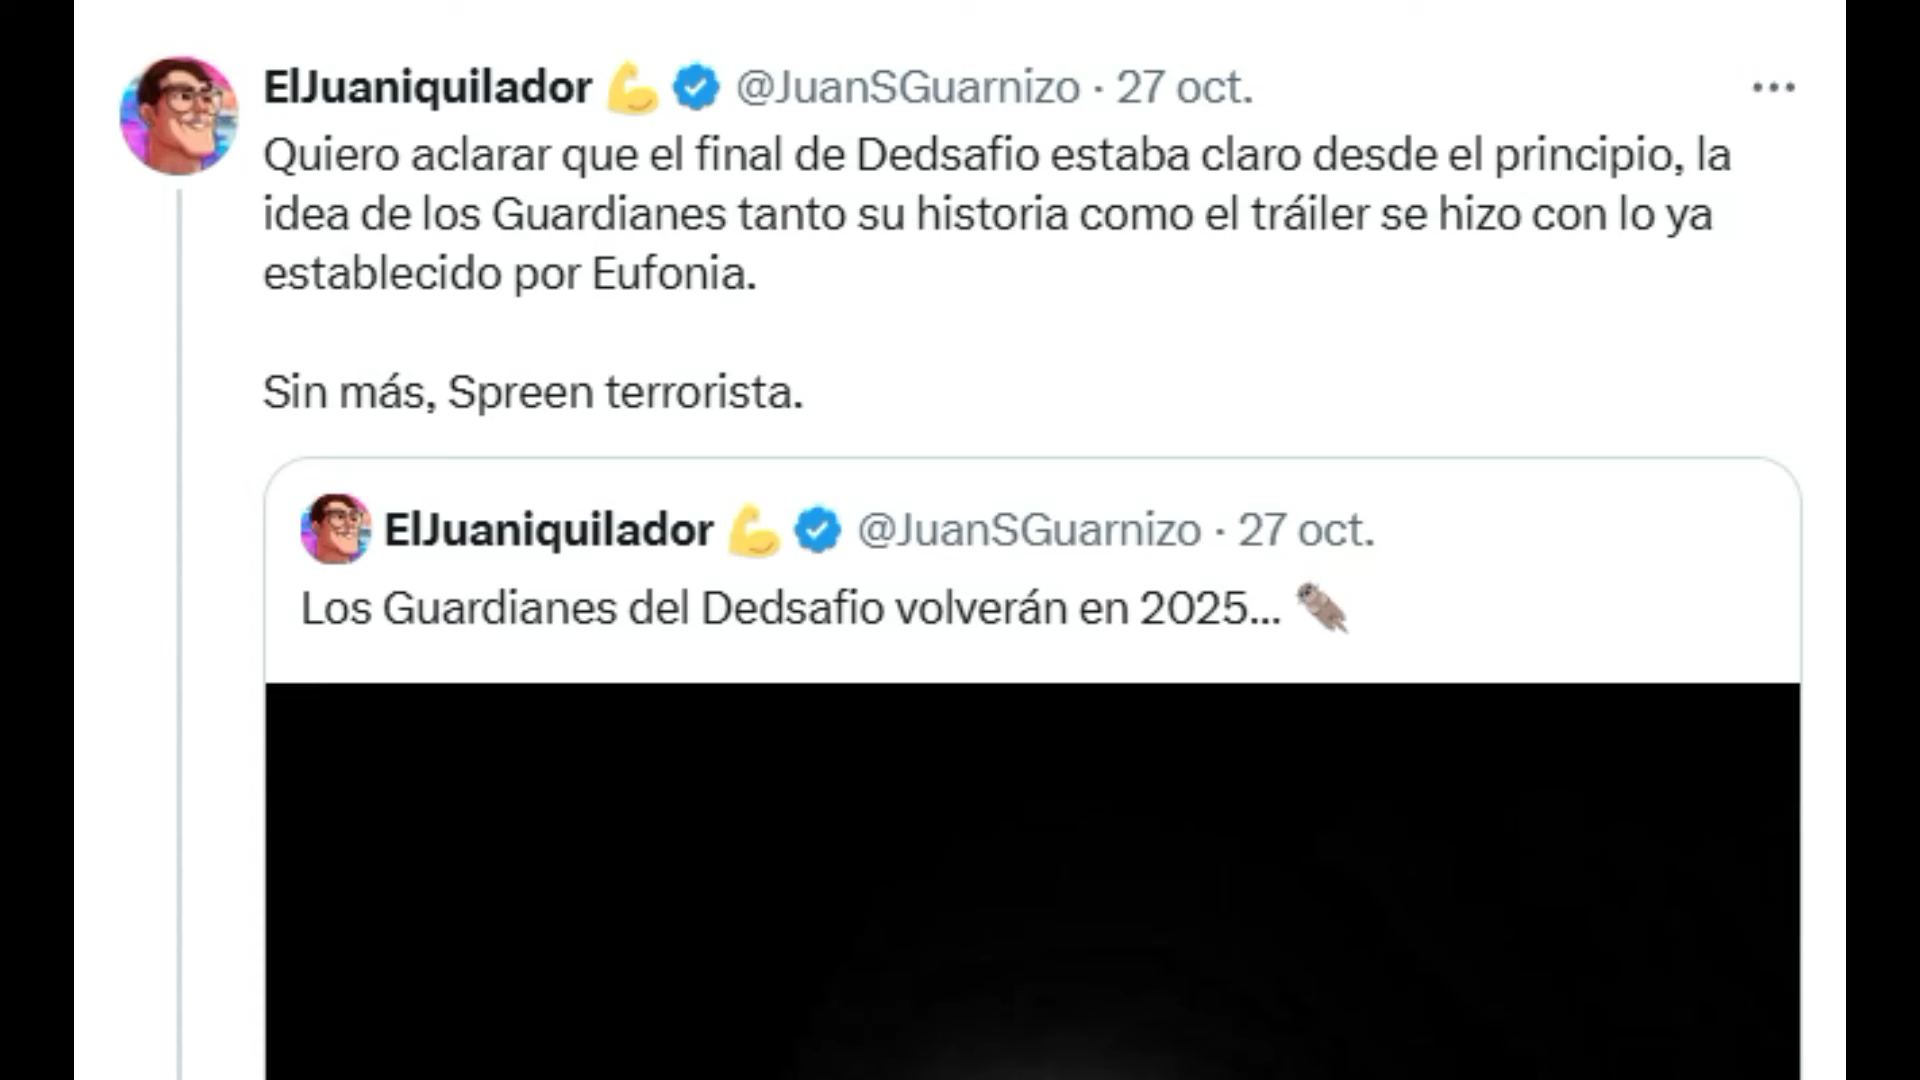 ElJuaniquilador 💪 @JuanSGuarnizo · 27 oct.
Quiero aclarar que el final de Dedsafio estaba claro desde el principio, la
idea de los Guardianes tanto su historia como el tráiler se hizo con lo ya
establecido por Eufonia.
Sin más, Spreen terrorista.
ElJuaniquilador 💪 @JuanSGuarnizo · 27 oct.
Los Guardianes del Dedsafio volverán en 2025... 🦦